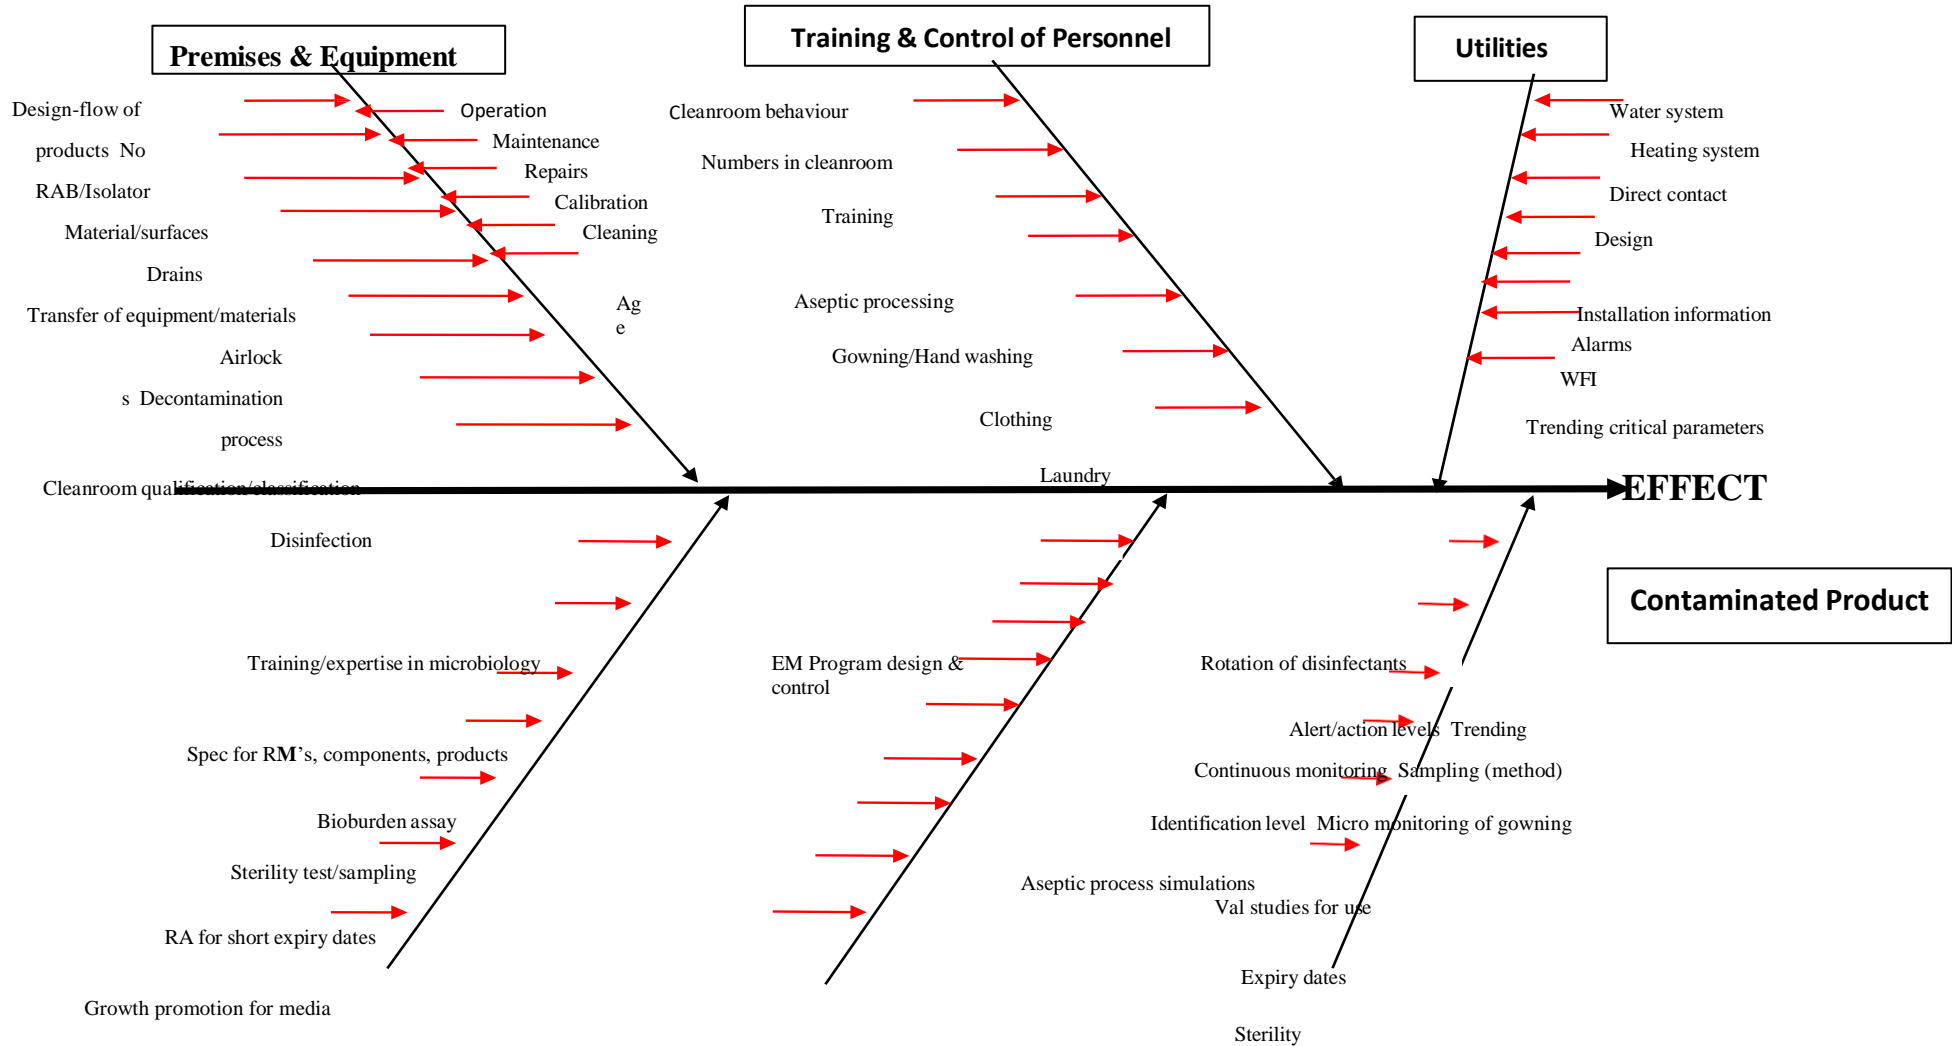 Premises & Equipment
Training & Control of Personnel
Utilities
Design-flow of
products  No
RAB/Isolator
Material/surfaces
Drains
Transfer of equipment/materials
Airlock
s  Decontamination
process
Cleanroom qualification/classification
Disinfection
Operation
Maintenance
Repairs
Calibration
Cleaning
Ag
e
Cleanroom behaviour
Numbers in cleanroom
Training
Aseptic processing
Gowning/Hand washing
Clothing
Laundry
Water system
Heating system
Direct contact
Design
Installation information
Alarms
WFI
Trending critical parameters
EFFECT
Contaminated Product
Training/expertise in microbiology
Spec for RM's, components, products
Bioburden assay
Sterility test/sampling
RA for short expiry dates
Growth promotion for media
EM Program design &
control
Rotation of disinfectants
Alert/action levels  Trending
Continuous monitoring  Sampling (method)
Identification level  Micro monitoring of gowning
Aseptic process simulations
Val studies for use
Expiry dates
Sterility